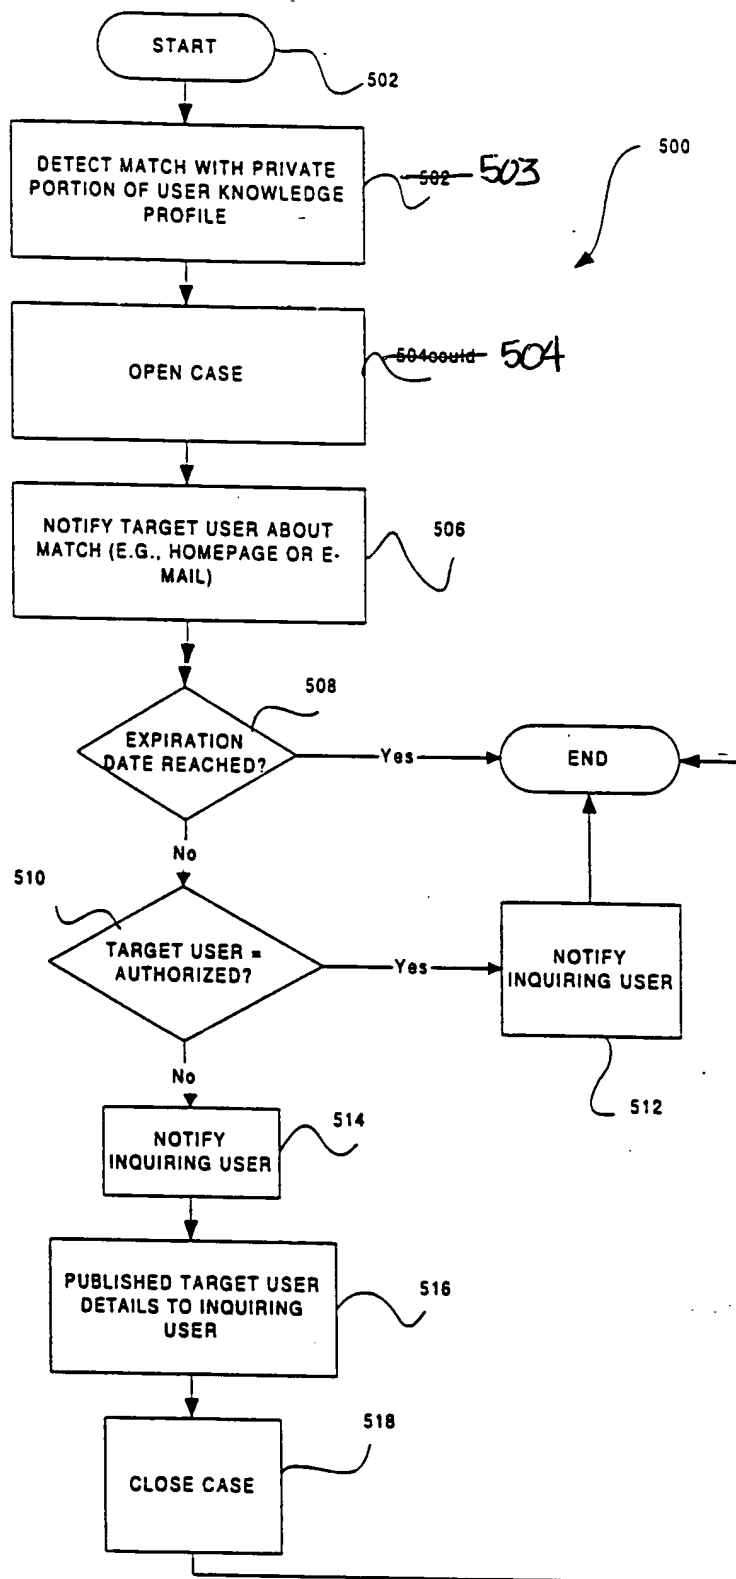 START
502
500
DETECT MATCH WITH PRIVATE
PORTION OF USER KNOWLEDGE
PROFILE
502 503
OPEN CASE
504could 504
NOTIFY TARGET USER ABOUT
MATCH (E.G., HOMEPAGE OR E-
MAIL)
506
508
EXPIRATION
DATE REACHED?
Yes
END
No
510
TARGET USER =
AUTHORIZED?
Yes
NOTIFY
INQUIRING USER
512
No
514
NOTIFY
INQUIRING USER
PUBLISHED TARGET USER
DETAILS TO INQUIRING
USER
516
518
CLOSE CASE